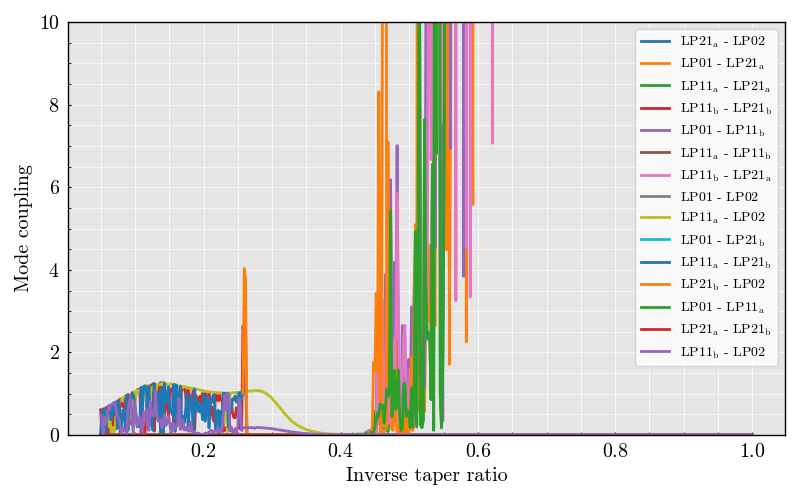 10
8
6
4
2
0
Mode coupling
0.2
0.4
0.6
0.8
1.0
Inverse taper ratio
LP21a - LP02
LP01 - LP21a
LP11a - LP21a
LP11b - LP21b
LP01 - LP11b
LP11a - LP11b
LP11b - LP21a
LP01 - LP02
LP11a - LP02
LP01 - LP21b
LP11a - LP21b
LP21b - LP02
LP01 - LP11a
LP21a - LP21b
LP11b - LP02